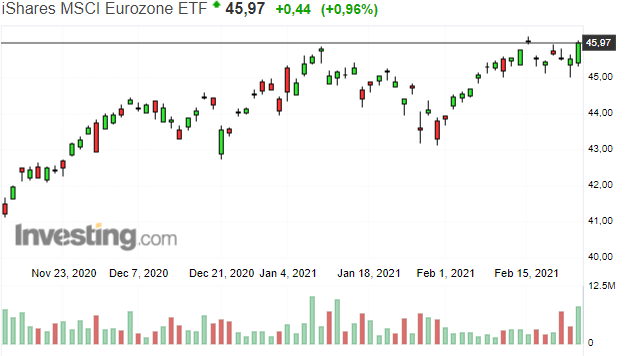 iShares MSCI Eurozone ETF 45,97 +0,44 (+0,96%)
45,97
45,00
44,00
43,00
42,00
41,00
40,00
Investing.com
Nov 23, 2020 Dec 7, 2020 Dec 21, 2020 Jan 4, 2021 Jan 18, 2021 Feb 1, 2021 Feb 15, 2021
12.5M
0